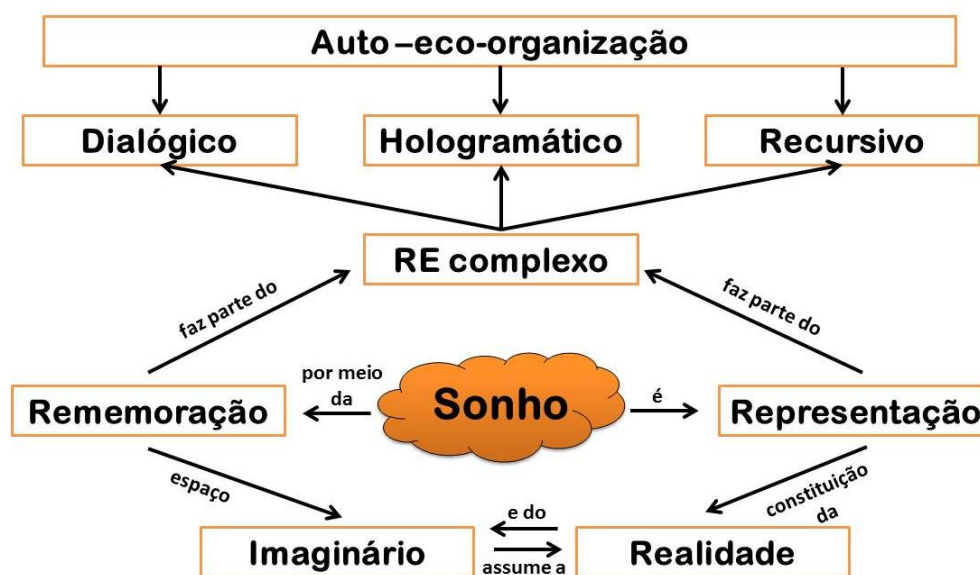 Auto –eco-organização
Dialógico
Hologramático
Recursivo
RE complexo
faz parte do
faz parte do
Rememoração
por meio
da
Sonho
é
Representação
espaço
constituição
da
Imaginário
e do
assume a
Realidade